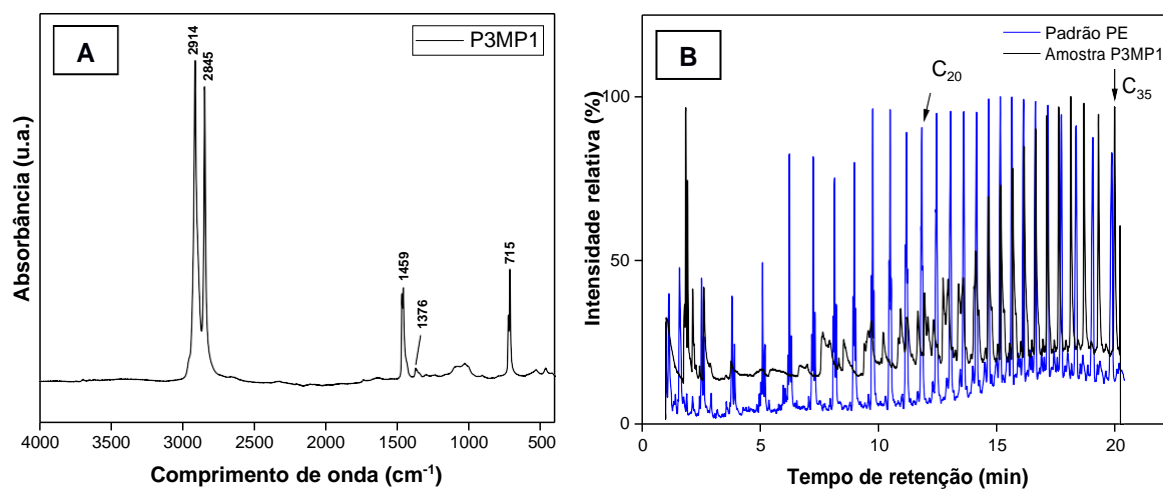 A
P3MP1
2914
2845
1459
1376
715
Absorbância (u.a.)
4000 3500 3000 2500 2000 1500 1000 500
Comprimento de onda (cm⁻¹)
B
Padrão PE
Amostra P3MP1
C₂₀
C₃₅
Intensidade relativa (%)
100
50
0
0 5 10 15 20
Tempo de retenção (min)